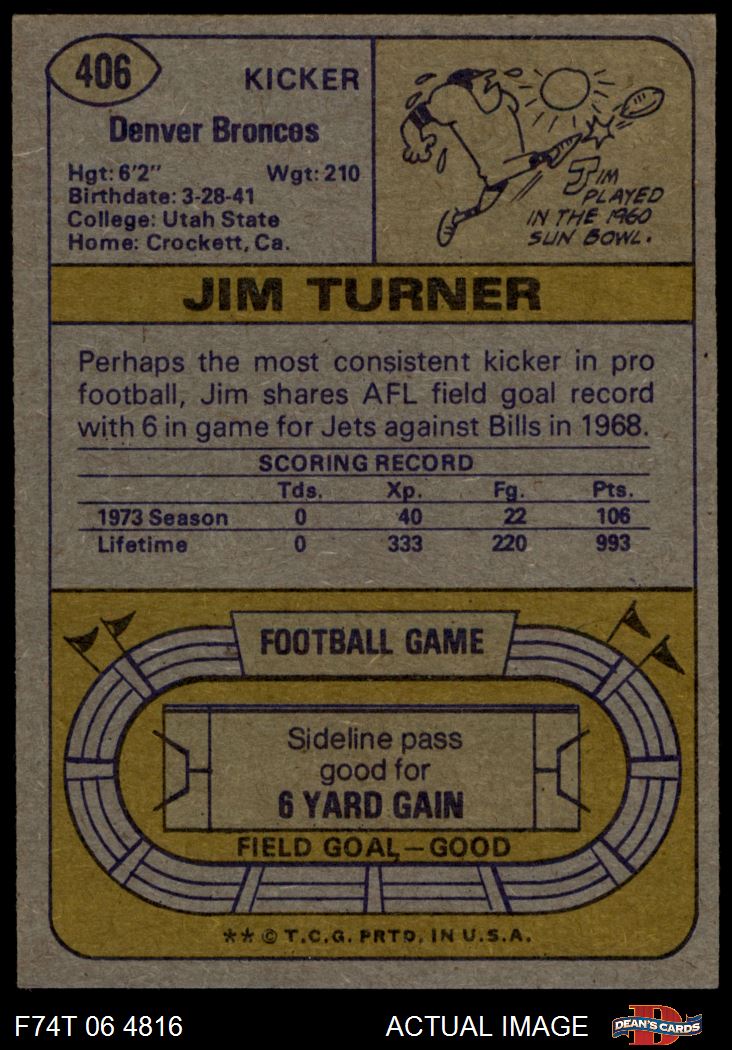 406
KICKER
Denver Broncos
Hgt: 6'2" Wgt: 210
Birthdate: 3-28-41
College: Utah State
Home: Crockett, Ca.
JIM
PLAYED
IN THE 1960
SUN BOWL.
JIM TURNER
Perhaps the most consistent kicker in pro
football, Jim shares AFL field goal record
with 6 in game for Jets against Bills in 1968.
SCORING RECORD
Tds. Xp. Fg. Pts.
1973 Season 0 40 22 106
Lifetime 0 333 220 993
FOOTBALL GAME
Sideline pass
good for
6 YARD GAIN
FIELD GOAL—GOOD
** © T.C.G. PRTD. IN U.S.A.
F74T 06 4816 ACTUAL IMAGE
D
DEAN'S CARDS